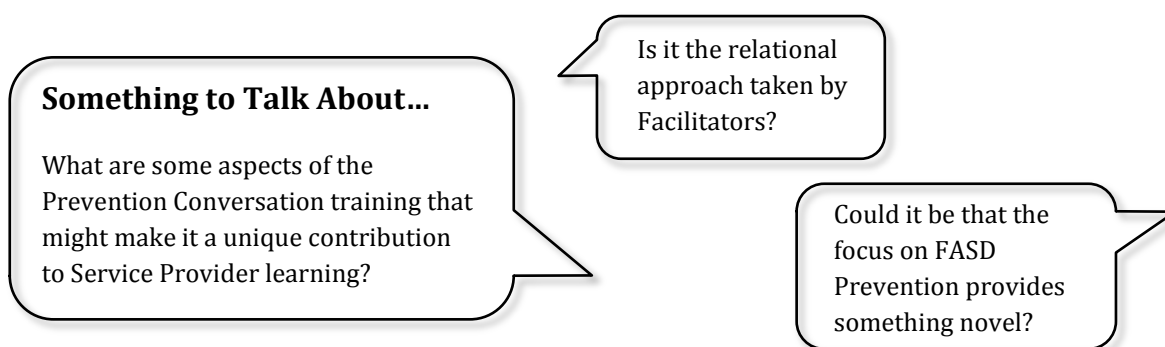 Something to Talk About…
What are some aspects of the
Prevention Conversation training that
might make it a unique contribution
to Service Provider learning?
Is it the relational
approach taken by
Facilitators?
Could it be that the
focus on FASD
Prevention provides
something novel?